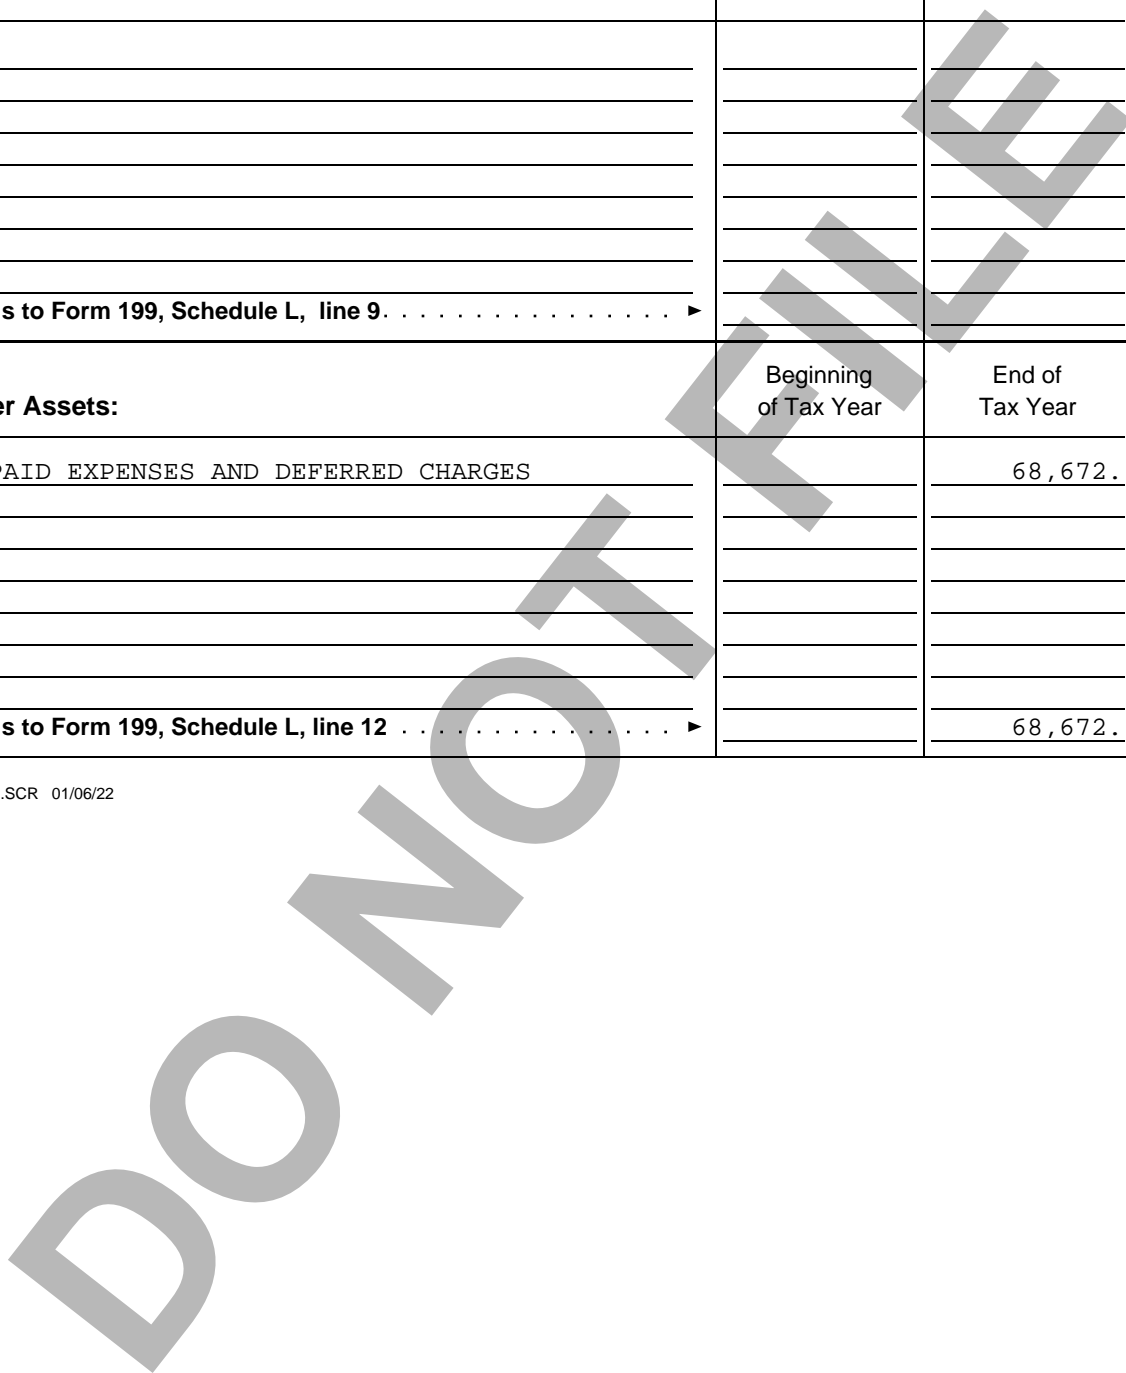 s to Form 199, Schedule L, line 9. . . . . . . . . . . . . . . . ►
Beginning of Tax Year
End of Tax Year
er Assets:
PAID EXPENSES AND DEFERRED CHARGES 68,672.
s to Form 199, Schedule L, line 12 . . . . . . . . . . . . . . . ► 68,672.
.SCR 01/06/22
DO NOT FILE